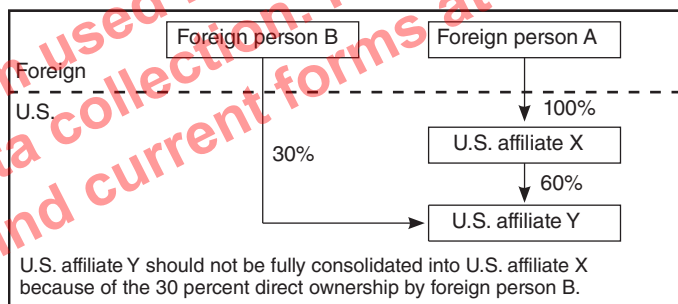 Foreign person B
Foreign person A
Foreign
U.S.
100%
U.S. affiliate X
30%
60%
U.S. affiliate Y
U.S. affiliate Y should not be fully consolidated into U.S. affiliate X
because of the 30 percent direct ownership by foreign person B.
m used
ta collection.
nd current forms at